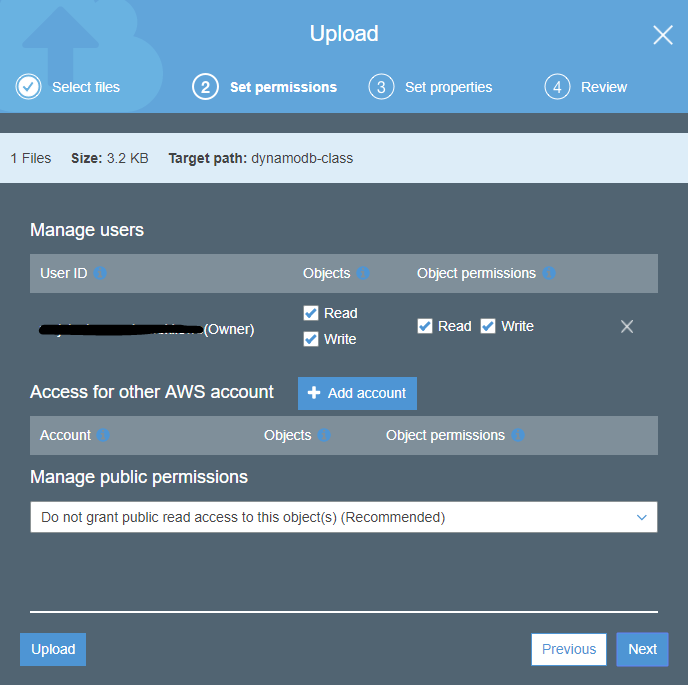 Upload
Select files
2 Set permissions
3 Set properties
4 Review
1 Files Size: 3.2 KB Target path: dynamodb-class
Manage users
User ID Objects Object permissions
(Owner) Read Read Write
Write
Access for other AWS account Add account
Account Objects Object permissions
Manage public permissions
Do not grant public read access to this object(s) (Recommended)
Upload Previous Next